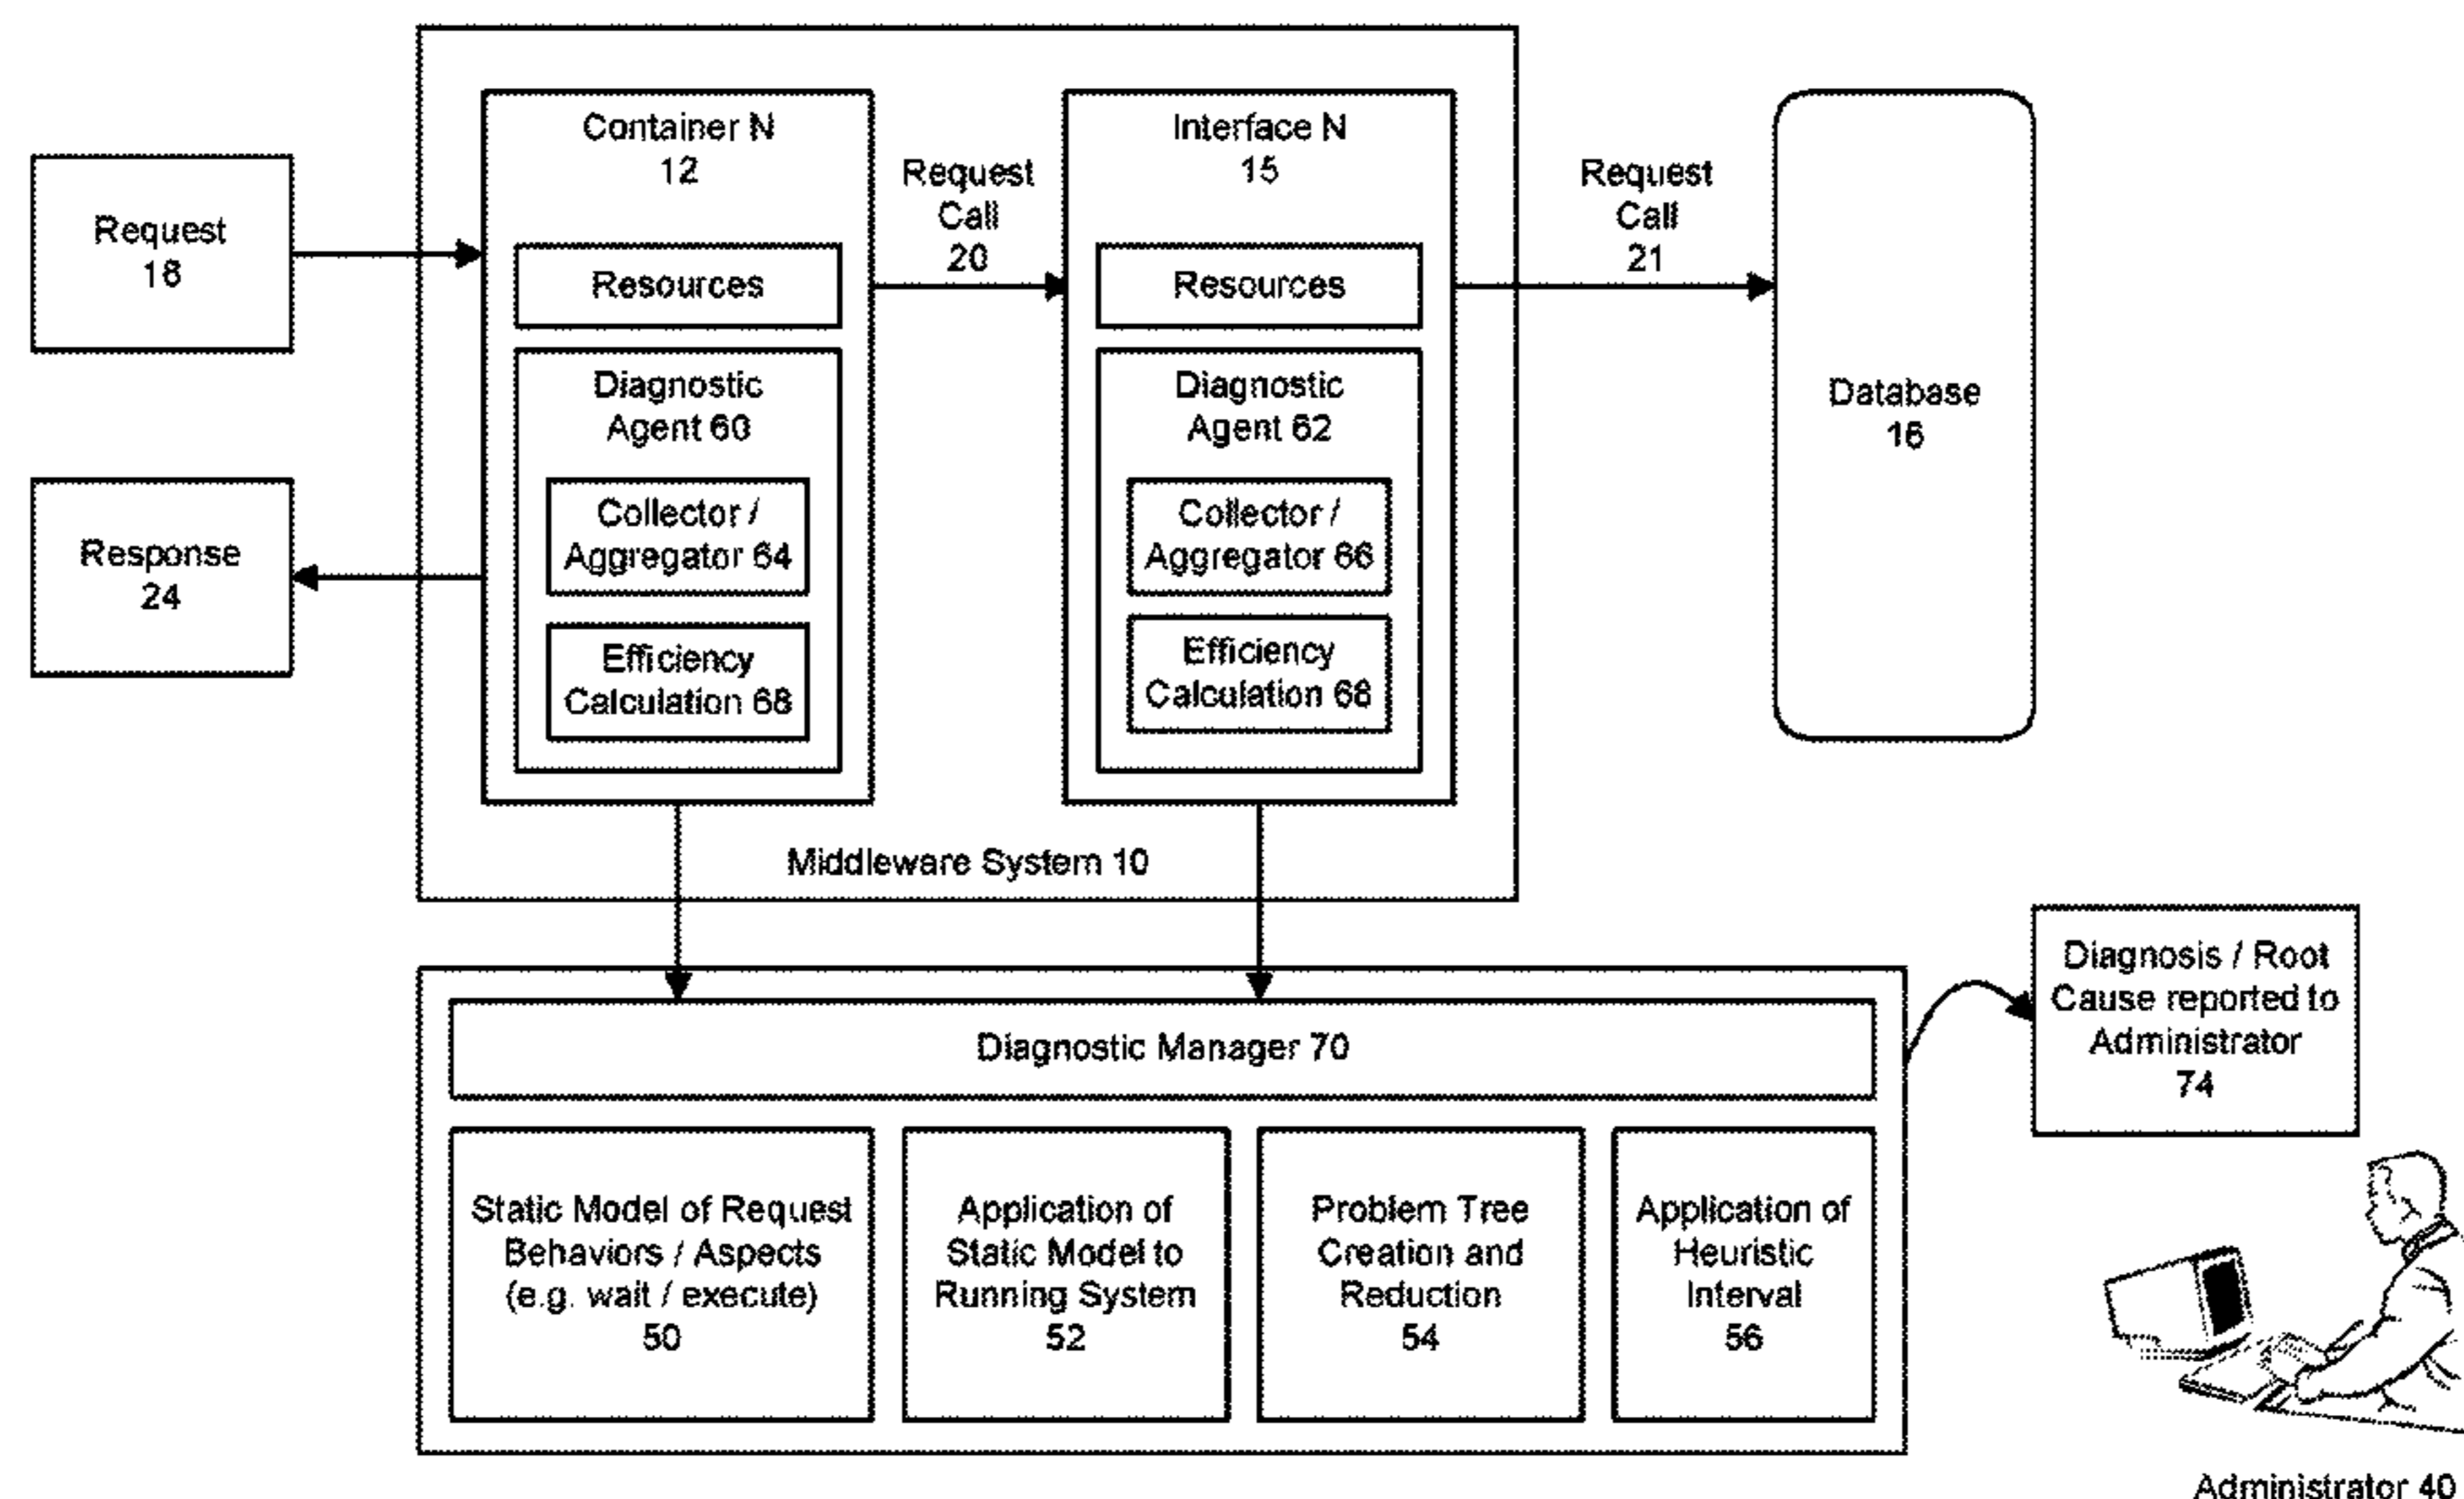 Container N
12
Interface N
15
Request
18
Request
Call
20
Request
Call
21
Resources
Resources
Diagnostic
Agent 60
Diagnostic
Agent 62
Database
16
Response
24
Collector /
Aggregator 64
Collector /
Aggregator 66
Efficiency
Calculation 68
Efficiency
Calculation 68
Middleware System 10
Diagnosis / Root
Cause reported to
Administrator
74
Diagnostic Manager 70
Static Model of Request
Behaviors / Aspects
(e.g. wait / execute)
50
Application of
Static Model to
Running System
52
Problem Tree
Creation and
Reduction
54
Application of
Heuristic
Interval
56
Administrator 40